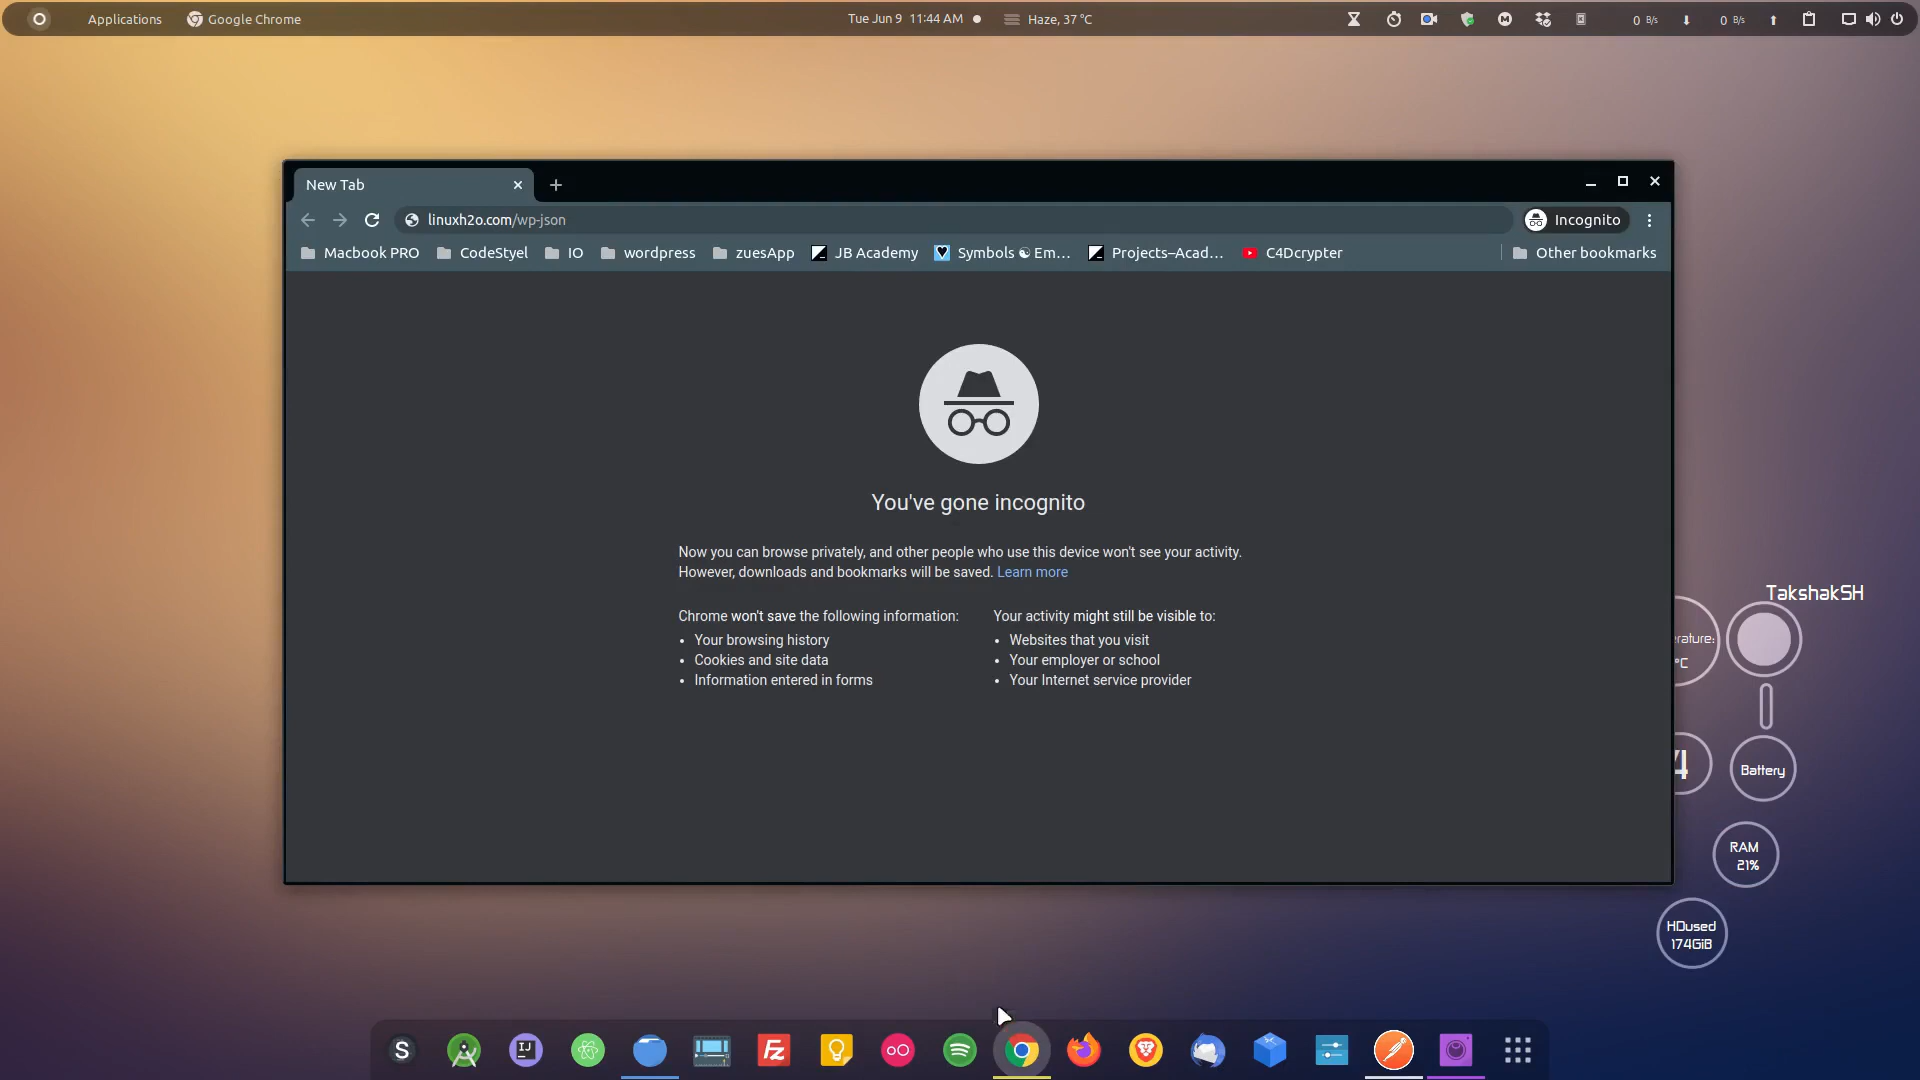 Applications Google Chrome Tue Jun 9 11:44 AM Haze, 37 °C 0 B/s 0 B/s
New Tab
linuxh2o.com/wp-json Incognito
Macbook PRO CodeStyel IO wordpress zuesApp JB Academy Symbols ☯ Em... Projects–Acad... C4Dcrypter Other bookmarks
You've gone incognito
Now you can browse privately, and other people who use this device won't see your activity.
However, downloads and bookmarks will be saved. Learn more
Chrome won't save the following information:
• Your browsing history
• Cookies and site data
• Information entered in forms
Your activity might still be visible to:
• Websites that you visit
• Your employer or school
• Your Internet service provider
TakshakSH
erature:
°C
4
Battery
RAM
21%
HDused
174GiB